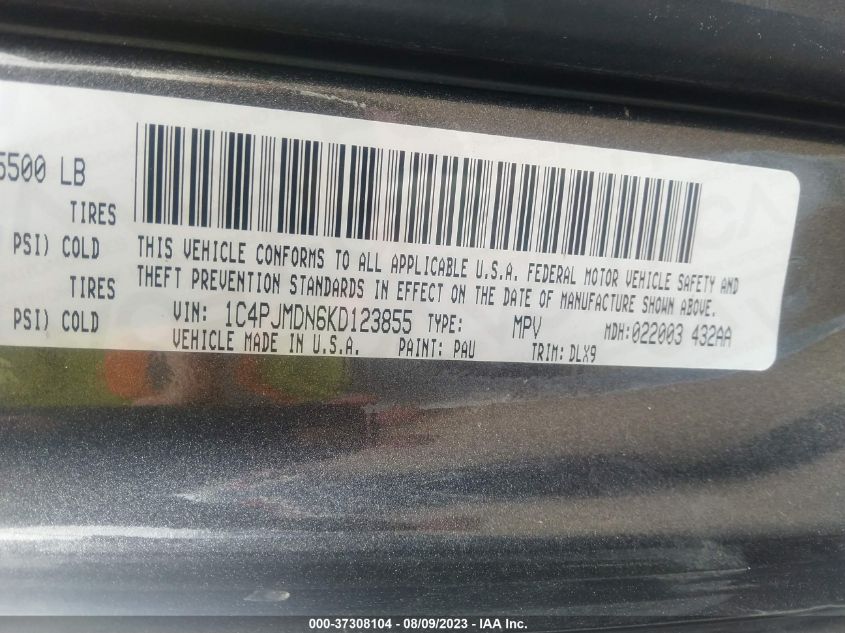 5500 LB
TIRES
PSI) COLD
TIRES
PSI) COLD
THIS VEHICLE CONFORMS TO ALL APPLICABLE U.S.A. FEDERAL MOTOR VEHICLE SAFETY AND
THEFT PREVENTION STANDARDS IN EFFECT ON THE DATE OF MANUFACTURE SHOWN ABOVE.
VIN: 1C4PJMDN6KD123855 TYPE: MPV MDH:022003 432AA
VEHICLE MADE IN U.S.A. PAINT: PAU TRIM: DLX9
000-37308104 - 08/09/2023 - IAA Inc.